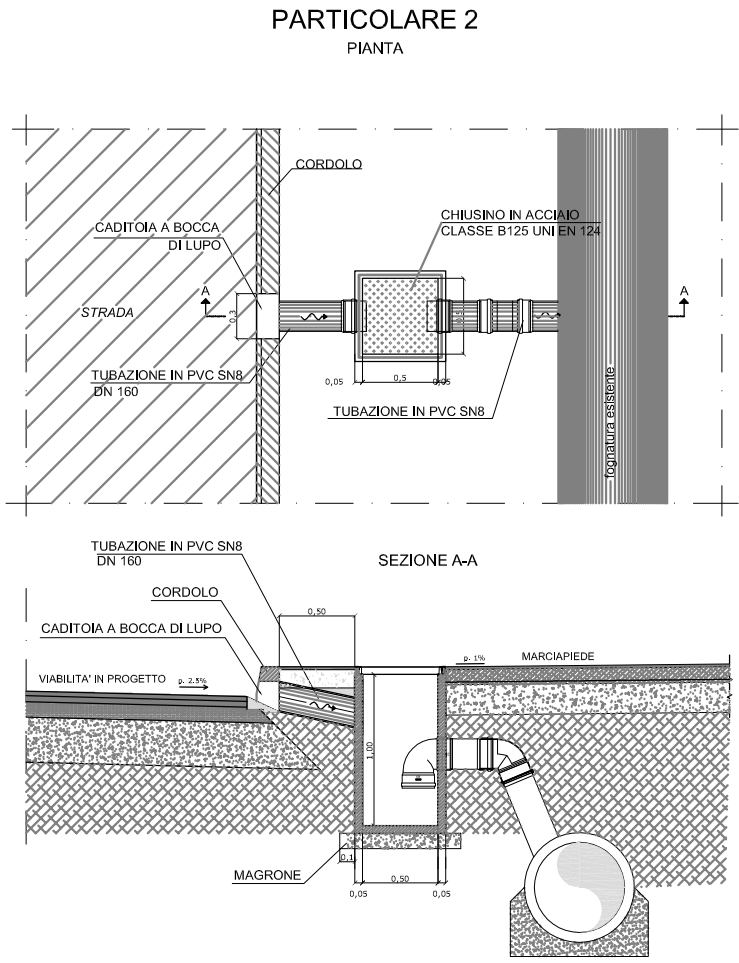 PARTICOLARE 2
PIANTA
CORDOLO
CADITOIA A BOCCA
DI LUPO
CHIUSINO IN ACCIAIO
CLASSE B125 UNI EN 124
A
A
STRADA
0,3
0,5
TUBAZIONE IN PVC SN8
DN 160
0,05
0,5
0,05
TUBAZIONE IN PVC SN8
fognatura esistente
TUBAZIONE IN PVC SN8
DN 160
SEZIONE A-A
CORDOLO
0,50
CADITOIA A BOCCA DI LUPO
p. 1%
MARCIAPIEDE
VIABILITA' IN PROGETTO
p. 2.5%
1,00
0,1
MAGRONE
0,05
0,50
0,05